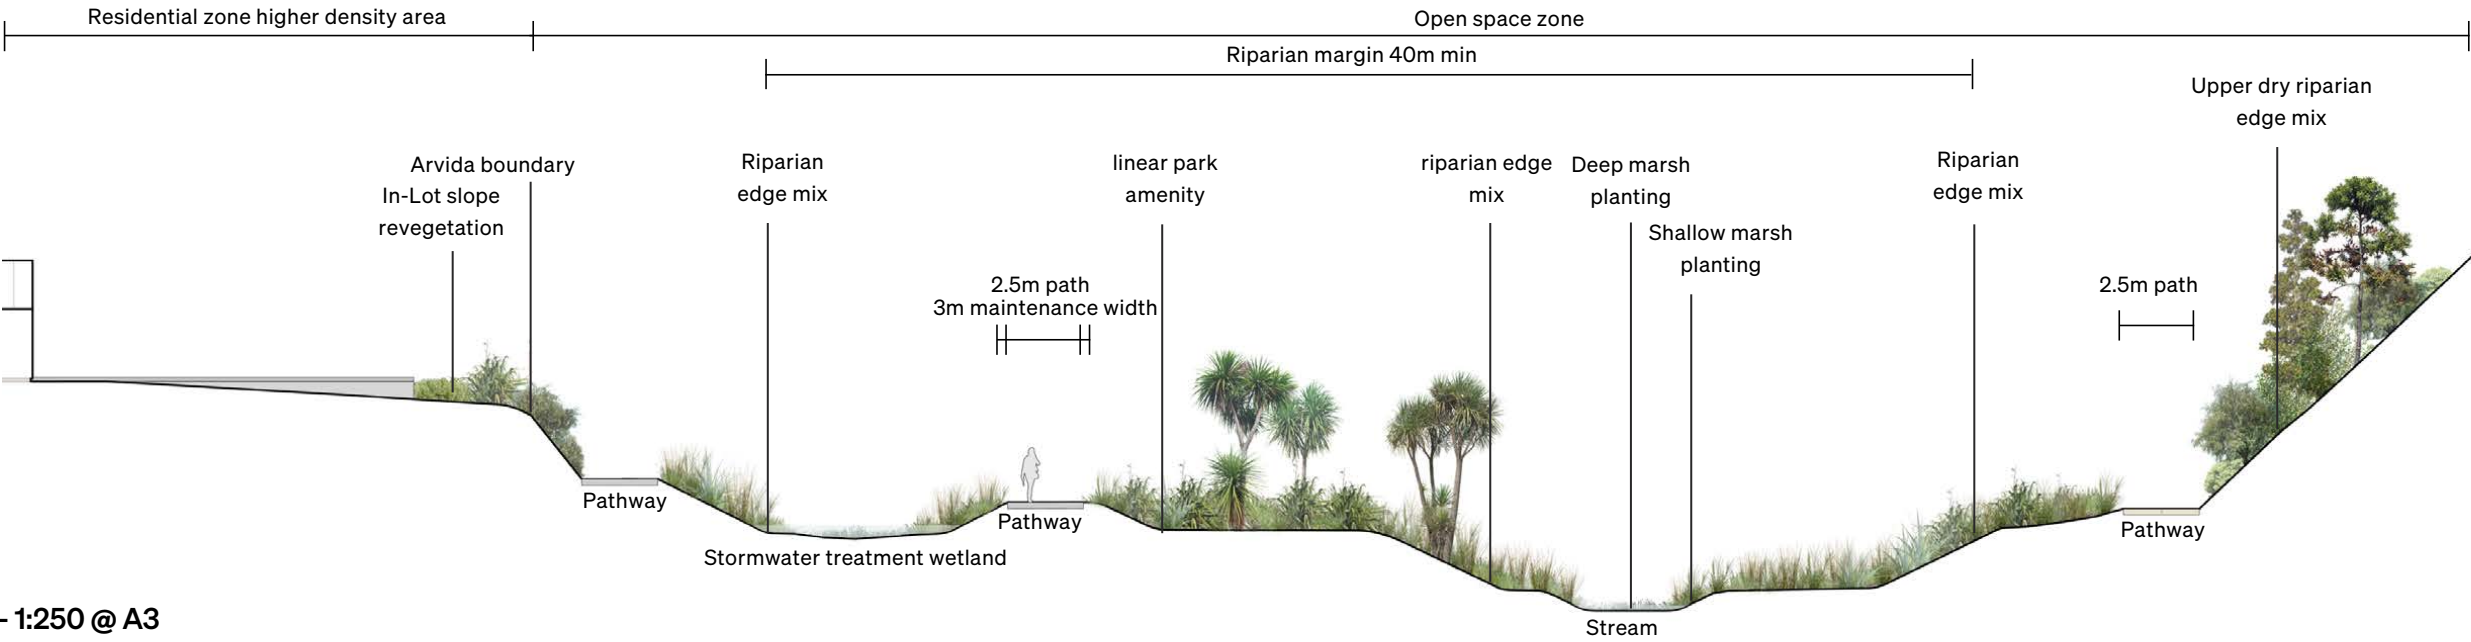 Residential zone higher density area
Open space zone
Riparian margin 40m min
Upper dry riparian
edge mix
Arvida boundary
In-Lot slope
revegetation
Riparian
edge mix
linear park
amenity
riparian edge
mix
Deep marsh
planting
Shallow marsh
planting
Riparian
edge mix
2.5m path
3m maintenance width
2.5m path
Pathway
Pathway
Pathway
Stormwater treatment wetland
Stream
- 1:250 @ A3